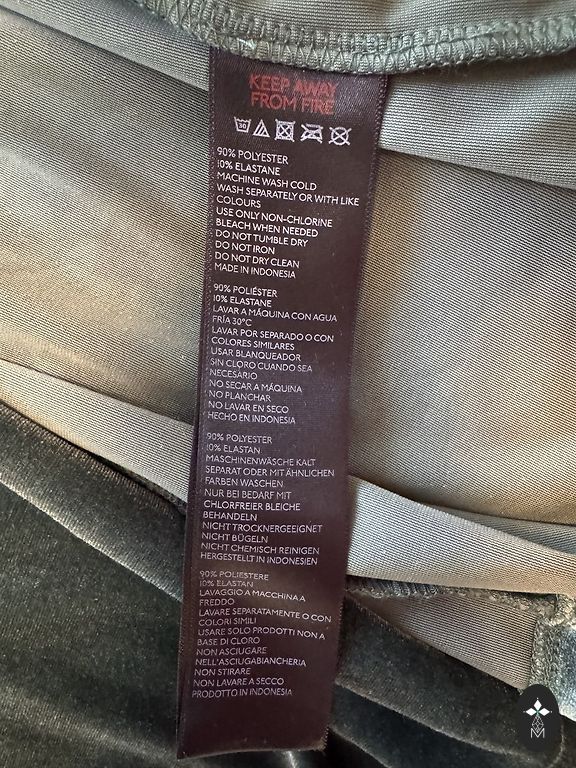 KEEP AWAY
FROM FIRE
30
90% POLYESTER
10% ELASTANE
MACHINE WASH COLD
WASH SEPARATELY OR WITH LIKE
COLOURS
USE ONLY NON-CHLORINE
BLEACH WHEN NEEDED
DO NOT TUMBLE DRY
DO NOT IRON
DO NOT DRY CLEAN
MADE IN INDONESIA
90% POLIÉSTER
10% ELASTANE
LAVAR A MÁQUINA CON AGUA
FRÍA 30°C
LAVAR POR SEPARADO O CON
COLORES SIMILARES
USAR BLANQUEADOR
SIN CLORO CUANDO SEA
NECESARIO
NO SECAR A MÁQUINA
NO PLANCHAR
NO LAVAR EN SECO
HECHO EN INDONESIA
90% POLYESTER
10% ELASTAN
MASCHINENWÄSCHE KALT
SEPARAT ODER MIT ÄHNLICHEN
FARBEN WASCHEN
NUR BEI BEDARF MIT
CHLORFREIER BLEICHE
BEHANDELN
NICHT TROCKNERGEEIGNET
NICHT BÜGELN
NICHT CHEMISCH REINIGEN
HERGESTELLT IN INDONESIEN
90% POLIESTERE
10% ELASTAN
LAVAGGIO A MACCHINA A
FREDDO
LAVARE SEPARATAMENTE O CON
COLORI SIMILI
USARE SOLO PRODOTTI NON A
BASE DI CLORO
NON ASCIUGARE
NELL'ASCIUGABIANCHERIA
NON STIRARE
NON LAVARE A SECCO
PRODOTTO IN INDONESIA
M